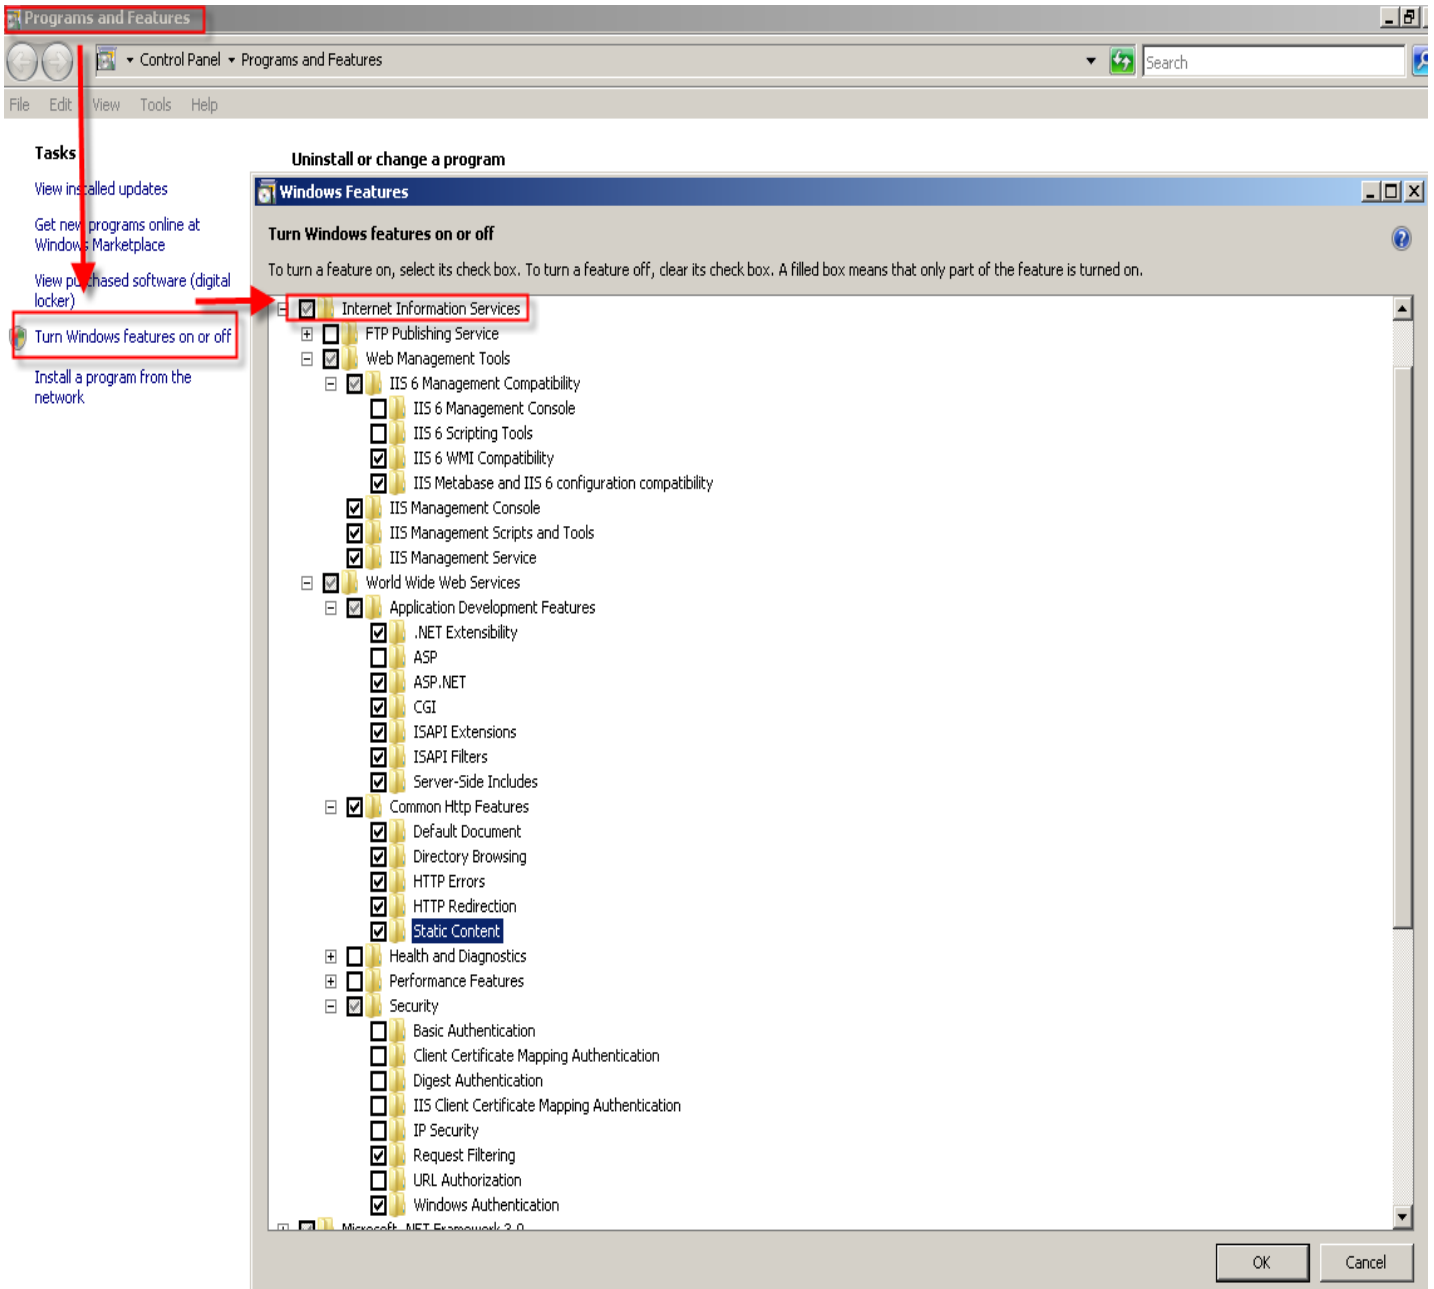 Programs and Features
Control Panel
Programs and Features
Search
File Edit View Tools Help
Tasks
View installed updates
Get new programs online at
Windows Marketplace
View purchased software (digital
locker)
Turn Windows features on or off
Install a program from the
network
Uninstall or change a program
Windows Features
Turn Windows features on or off
To turn a feature on, select its check box. To turn a feature off, clear its check box. A filled box means that only part of the feature is turned on.
Internet Information Services
FTP Publishing Service
Web Management Tools
IIS 6 Management Compatibility
IIS 6 Management Console
IIS 6 Scripting Tools
IIS 6 WMI Compatibility
IIS Metabase and IIS 6 configuration compatibility
IIS Management Console
IIS Management Scripts and Tools
IIS Management Service
World Wide Web Services
Application Development Features
.NET Extensibility
ASP
ASP.NET
CGI
ISAPI Extensions
ISAPI Filters
Server-Side Includes
Common Http Features
Default Document
Directory Browsing
HTTP Errors
HTTP Redirection
Static Content
Health and Diagnostics
Performance Features
Security
Basic Authentication
Client Certificate Mapping Authentication
Digest Authentication
IIS Client Certificate Mapping Authentication
IP Security
Request Filtering
URL Authorization
Windows Authentication
Microsoft .NET Framework 3.0
OK
Cancel